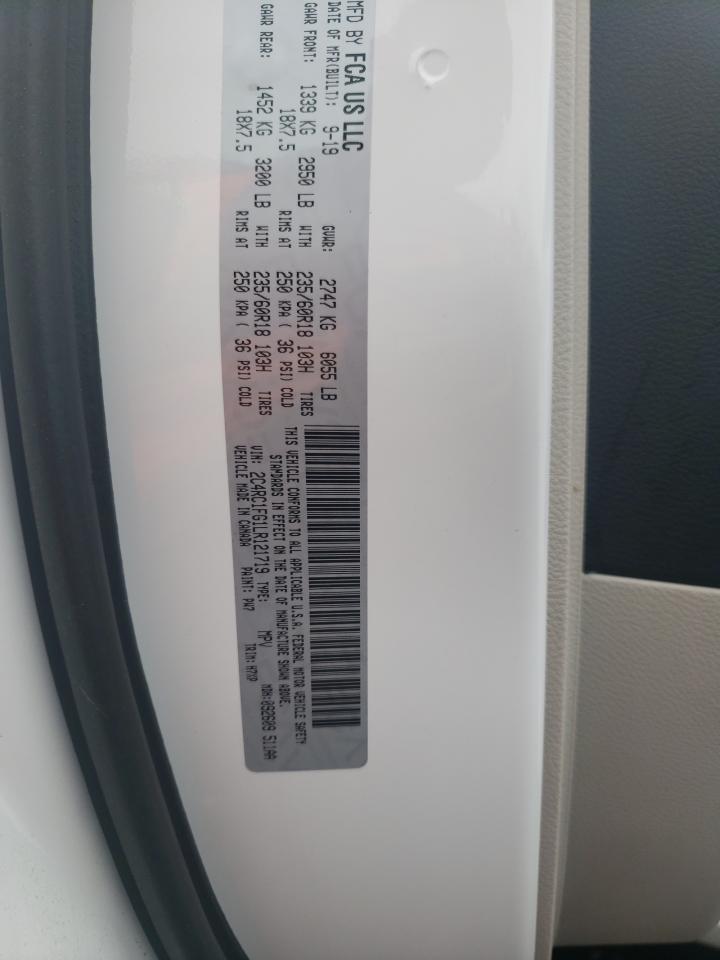 MFD BY FCA US LLC
DATE OF MFR(BUILT): 9-19 GVWR: 2747 KG 6055 LB
GAWR FRONT: 1339 KG 2950 LB WITH 235/60R18 103H TIRES
18X7.5 RIMS AT 250 KPA ( 36 PSI) COLD
GAWR REAR: 1452 KG 3200 LB WITH 235/60R18 103H TIRES
18X7.5 RIMS AT 250 KPA ( 36 PSI) COLD
THIS VEHICLE CONFORMS TO ALL APPLICABLE U.S.A. FEDERAL MOTOR VEHICLE SAFETY
STANDARDS IN EFFECT ON THE DATE OF MANUFACTURE SHOWN ABOVE.
VIN: 2C4RC1FG1LR121719 TYPE: MPV MDH:092609 511AA
VEHICLE MADE IN CANADA PAINT: PW7 TRIM: